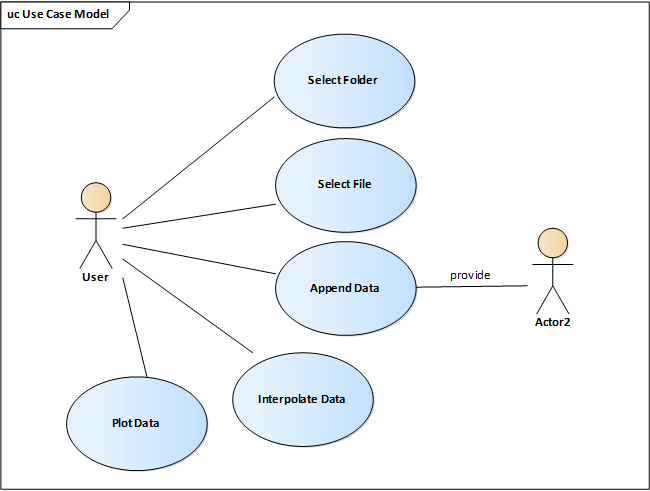 uc Use Case Model
Select Folder
Select File
User
Append Data
provide
Actor2
Interpolate Data
Plot Data